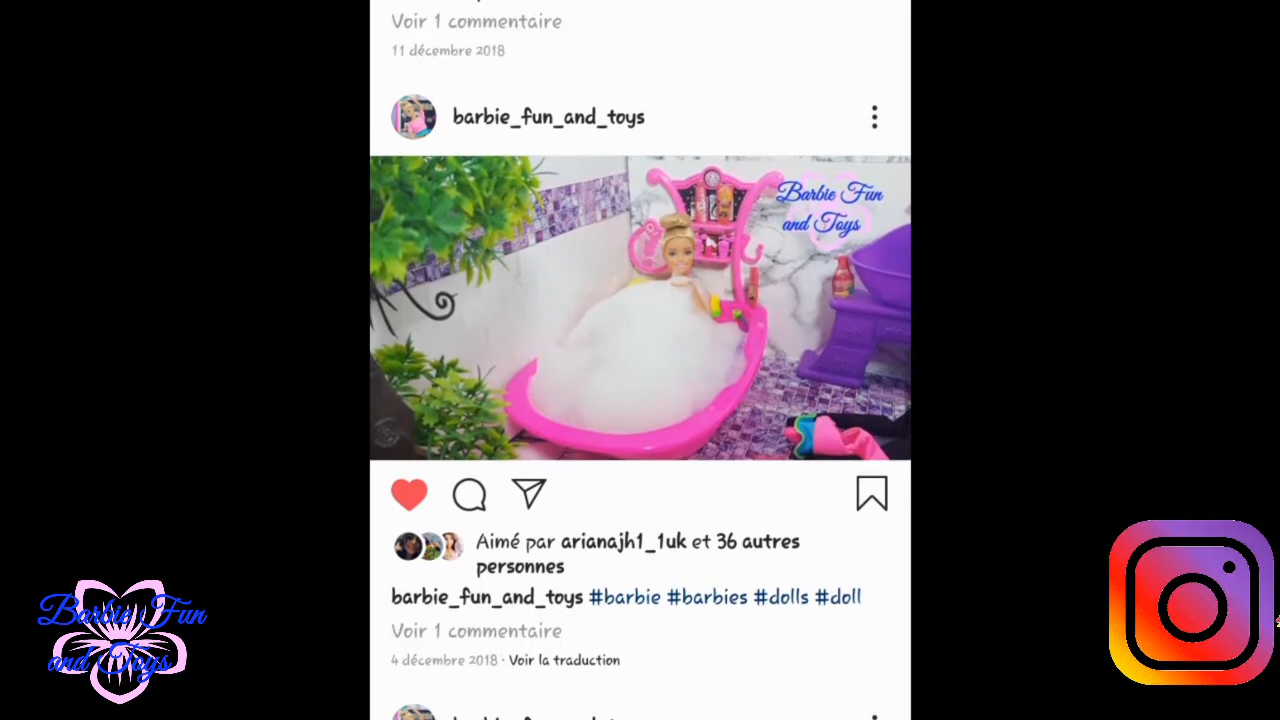 Voir 1 commentaire
11 décembre 2018
barbie_fun_and_toys
Barbie Fun
and Toys
Aimé par arianajh1_1uk et 36 autres
personnes
barbie_fun_and_toys #barbie #barbies #dolls #doll
Voir 1 commentaire
4 décembre 2018 · Voir la traduction
Barbie Fun
and Toys